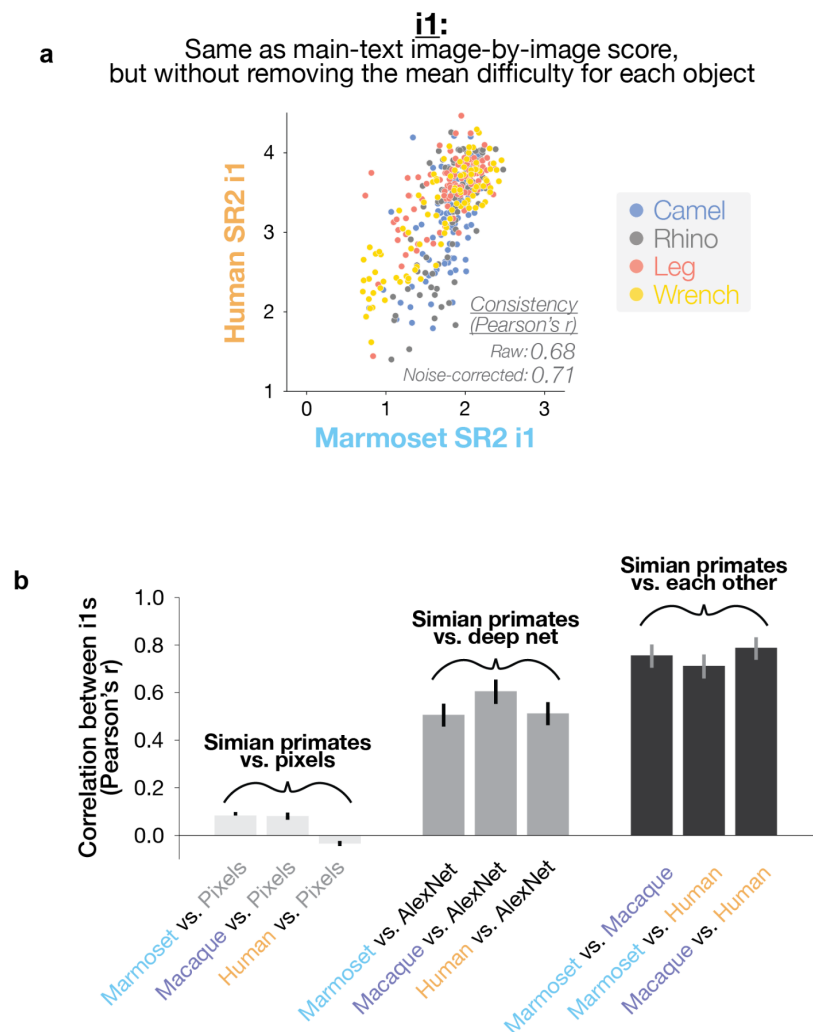 i1:
a
Same as main-text image-by-image score,
but without removing the mean difficulty for each object
Human SR2 i1
4
3
2
1
0
1
2
3
Marmoset SR2 i1
Consistency
(Pearson's r)
Raw: 0.68
Noise-corrected: 0.71
Camel
Rhino
Leg
Wrench
b
Correlation between i1s
(Pearson's r)
1.0
0.8
0.6
0.4
0.2
0.0
Simian primates
vs. pixels
Simian primates
vs. deep net
Simian primates
vs. each other
Marmoset vs. Pixels
Macaque vs. Pixels
Human vs. Pixels
Marmoset vs. AlexNet
Macaque vs. AlexNet
Human vs. AlexNet
Marmoset vs. Macaque
Marmoset vs. Human
Macaque vs. Human